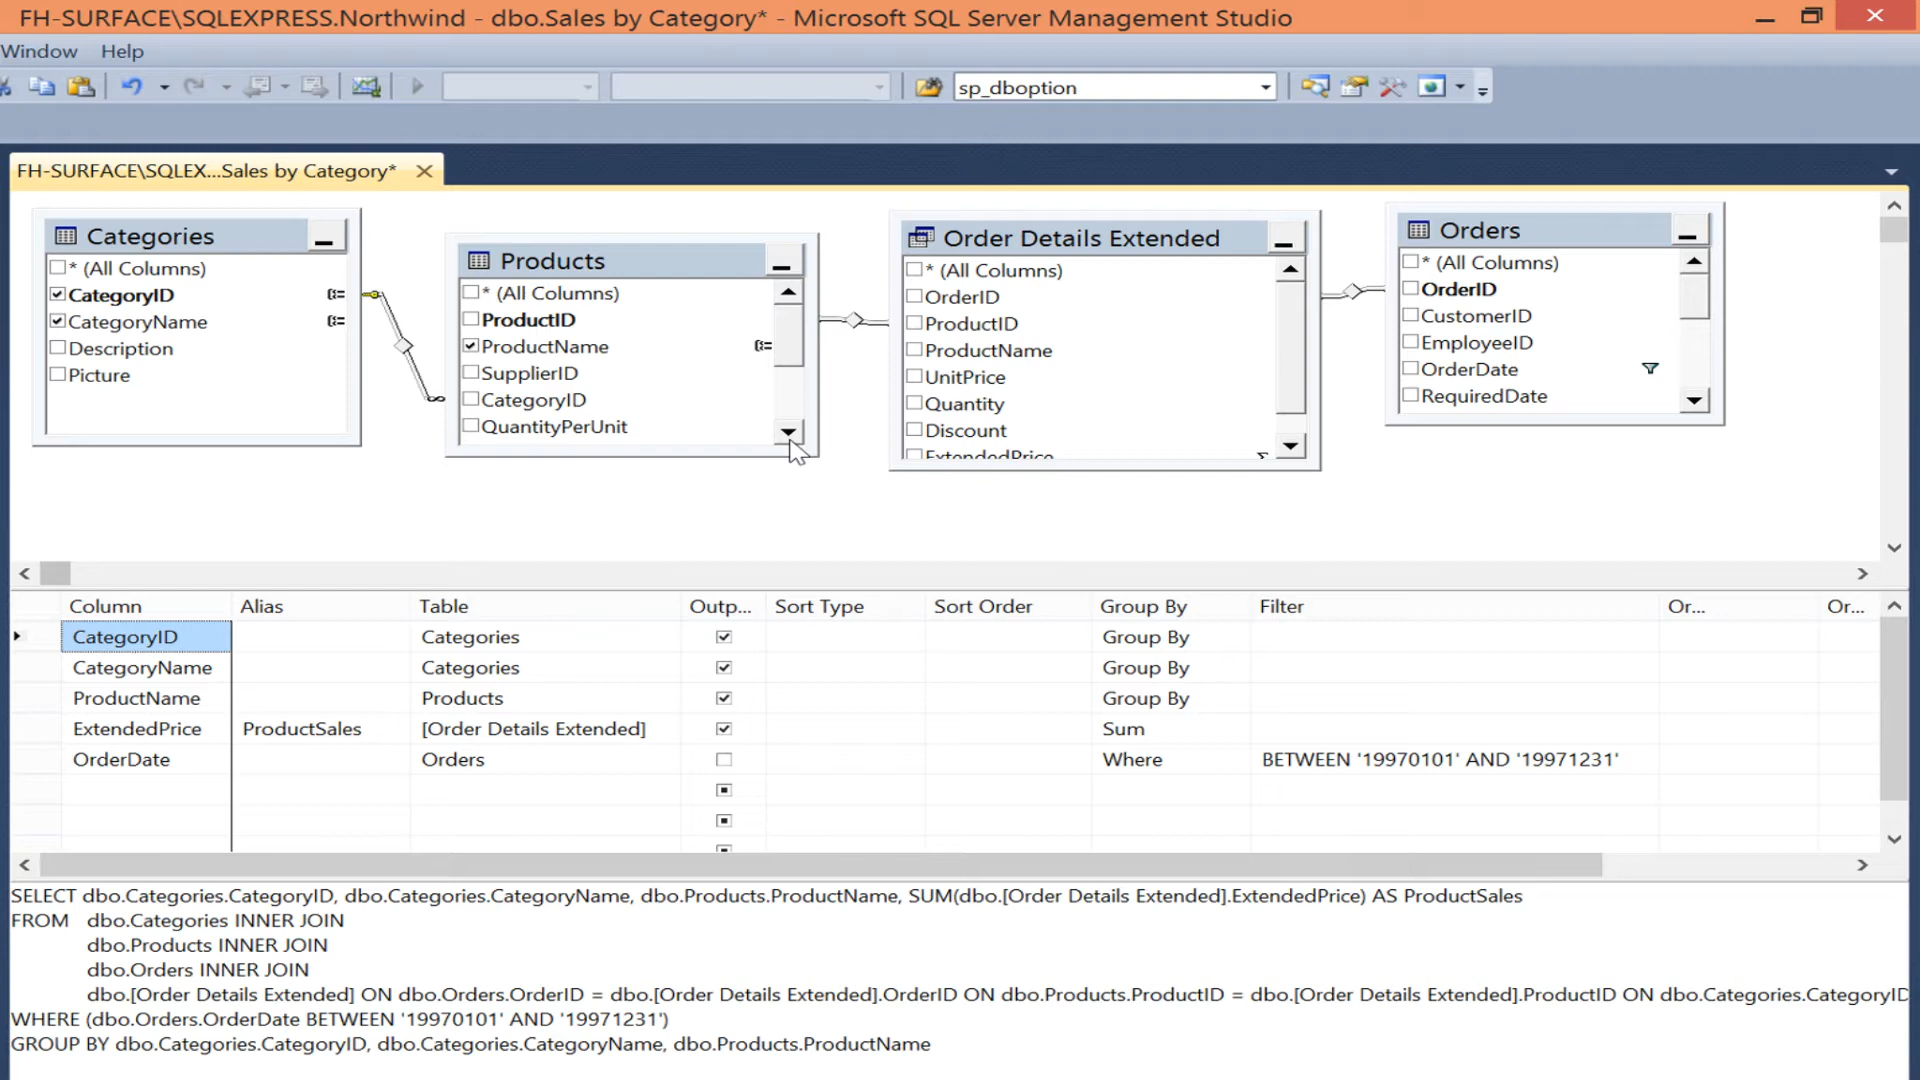 FH-SURFACE\SQLEXPRESS.Northwind - dbo.Sales by Category* - Microsoft SQL Server Management Studio
Window Help
sp_dboption
FH-SURFACE\SQLEX...Sales by Category*
Categories
* (All Columns)
CategoryID
CategoryName
Description
Picture
Products
* (All Columns)
ProductID
ProductName
SupplierID
CategoryID
QuantityPerUnit
Order Details Extended
* (All Columns)
OrderID
ProductID
ProductName
UnitPrice
Quantity
Discount
ExtendedPrice
Orders
* (All Columns)
OrderID
CustomerID
EmployeeID
OrderDate
RequiredDate
Column Alias Table Outp... Sort Type Sort Order Group By Filter Or... Or...
CategoryID Categories Group By
CategoryName Categories Group By
ProductName Products Group By
ExtendedPrice ProductSales [Order Details Extended] Sum
OrderDate Orders Where BETWEEN '19970101' AND '19971231'
SELECT dbo.Categories.CategoryID, dbo.Categories.CategoryName, dbo.Products.ProductName, SUM(dbo.[Order Details Extended].ExtendedPrice) AS ProductSales
FROM dbo.Categories INNER JOIN
dbo.Products INNER JOIN
dbo.Orders INNER JOIN
dbo.[Order Details Extended] ON dbo.Orders.OrderID = dbo.[Order Details Extended].OrderID ON dbo.Products.ProductID = dbo.[Order Details Extended].ProductID ON dbo.Categories.CategoryID
WHERE (dbo.Orders.OrderDate BETWEEN '19970101' AND '19971231')
GROUP BY dbo.Categories.CategoryID, dbo.Categories.CategoryName, dbo.Products.ProductName